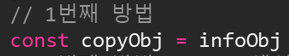 // 1번째 방법
const copyObj = infoObj